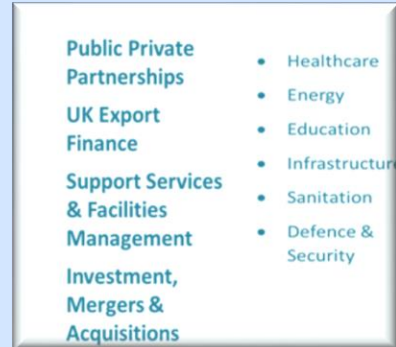 Public Private
Partnerships
UK Export
Finance
Support Services
& Facilities
Management
Investment,
Mergers &
Acquisitions
• Healthcare
• Energy
• Education
• Infrastructure
• Sanitation
• Defence &
Security